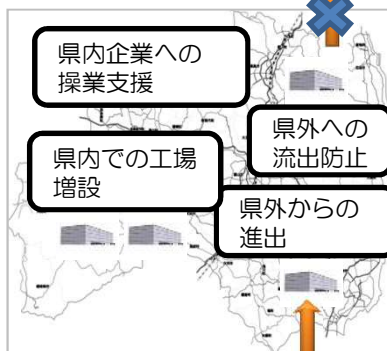 県内企業への
操業支援
県外への
流出防止
県内での工場
増設
県外からの
進出